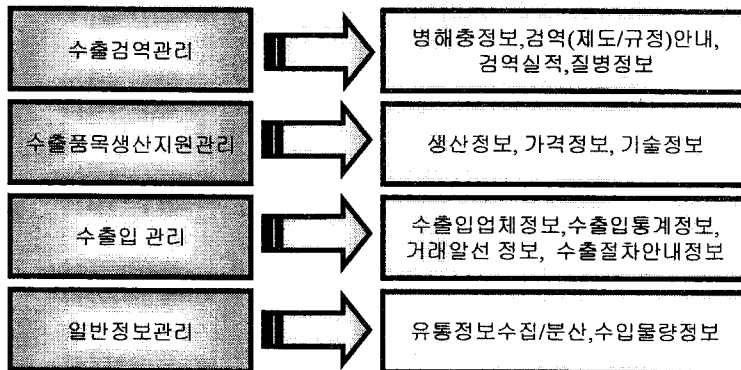 수출검역관리
병해충정보,검역(제도/규정)안내,
검역실적,질병정보
수출품목생산지원관리
생산정보, 가격정보, 기술정보
수출입 관리
수출입업체정보,수출입통계정보,
거래알선 정보, 수출절차안내정보
일반정보관리
유통정보수집/분산,수입물량정보